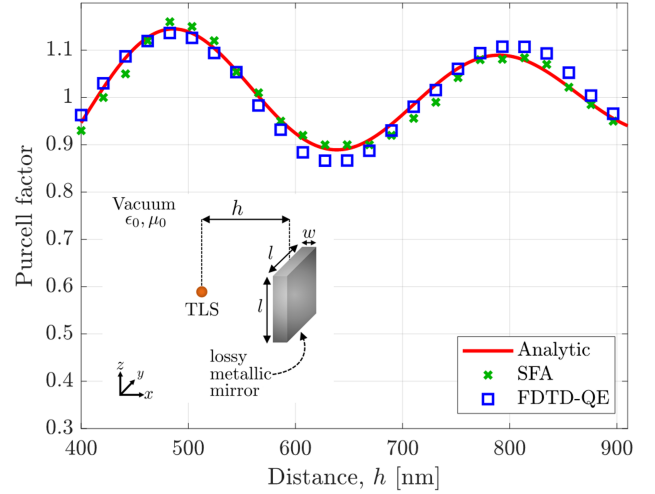 1.1
1
0.9
0.8
0.7
0.6
0.5
0.4
0.3
Purcell factor
400
500
600
700
800
900
Distance, h [nm]
Vacuum
ϵ0, μ0
h
w
l
l
TLS
lossy
metallic
mirror
z
y
x
Analytic
SFA
FDTD-QE